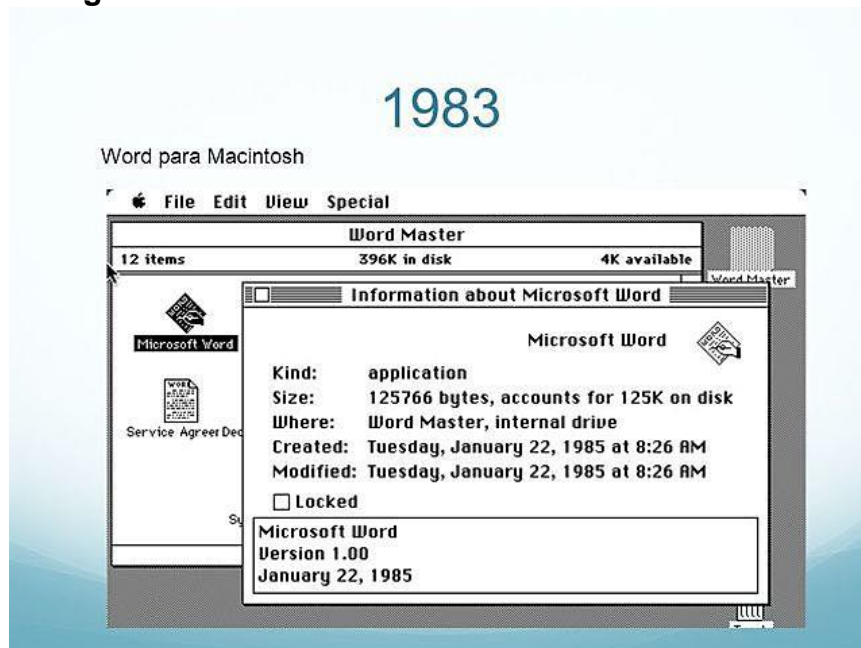 1983
Word para Macintosh
File Edit View Special
Word Master
12 items 396K in disk 4K available
Word Master
Information about Microsoft Word
Microsoft Word
Microsoft Word
Kind: application
Size: 125766 bytes, accounts for 125K on disk
Service Agreer
Where: Word Master, internal drive
Created: Tuesday, January 22, 1985 at 8:26 AM
Modified: Tuesday, January 22, 1985 at 8:26 AM
Locked
Microsoft Word
Version 1.00
January 22, 1985